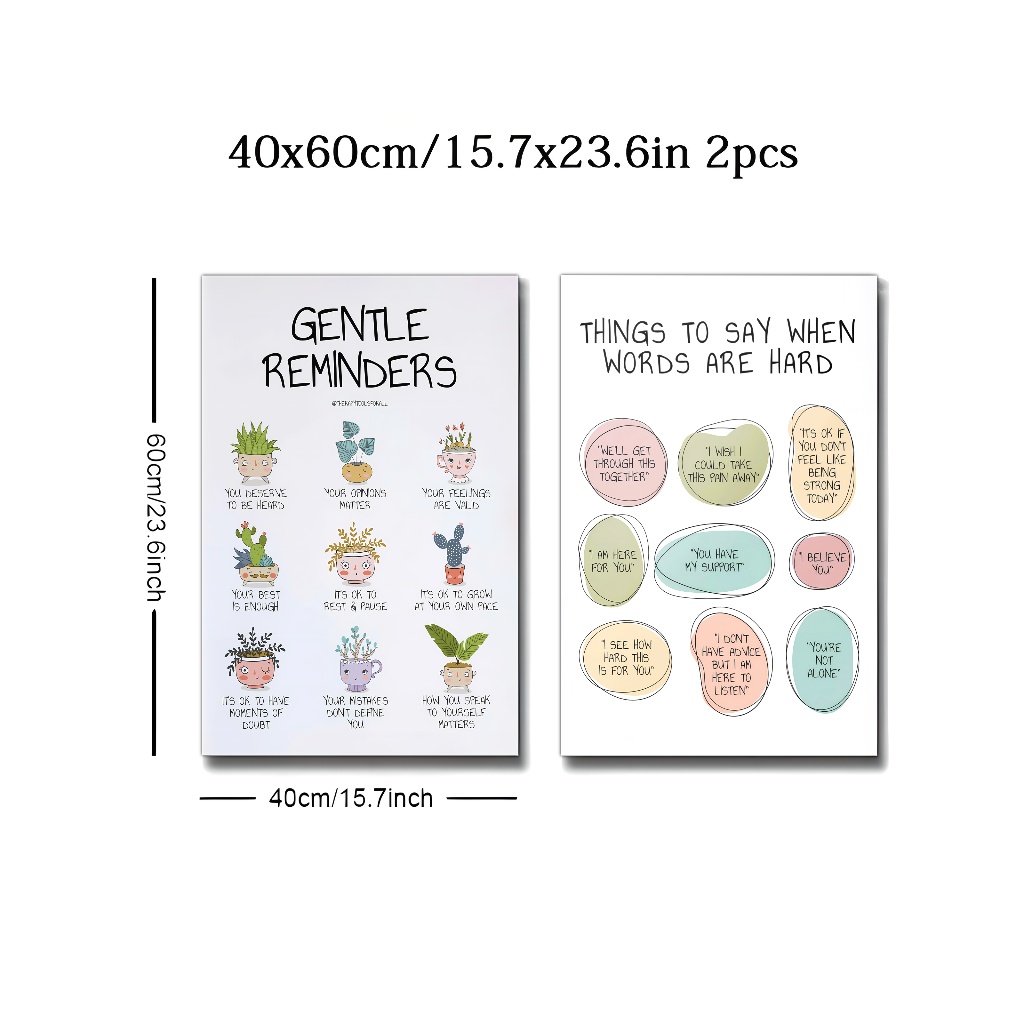 40x60cm/15.7x23.6in 2pcs
60cm/23.6inch
40cm/15.7inch
GENTLE
REMINDERS
@THERAPYTOOLSFORALL
YOU DESERVE
TO BE HEARD
YOUR OPINIONS
MATTER
YOUR FEELINGS
ARE VALID
YOUR BEST
IS ENOUGH
IT'S OK TO
REST & PAUSE
IT'S OK TO GROW
AT YOUR OWN PACE
IT'S OK TO HAVE
MOMENTS OF
DOUBT
YOUR MISTAKES
DON'T DEFINE
YOU
HOW YOU SPEAK
TO YOURSELF
MATTERS
THINGS TO SAY WHEN
WORDS ARE HARD
"WE'LL GET
THROUGH THIS
TOGETHER"
"I WISH I
COULD TAKE
THIS PAIN AWAY"
"IT'S OK IF
YOU DON'T
FEEL LIKE
BEING
STRONG
TODAY"
"I AM HERE
FOR YOU"
"YOU HAVE
MY SUPPORT"
"I BELIEVE
YOU"
"I SEE HOW
HARD THIS
IS FOR YOU"
"I DON'T
HAVE ADVICE
BUT I AM
HERE TO
LISTEN"
"YOU'RE
NOT
ALONE"